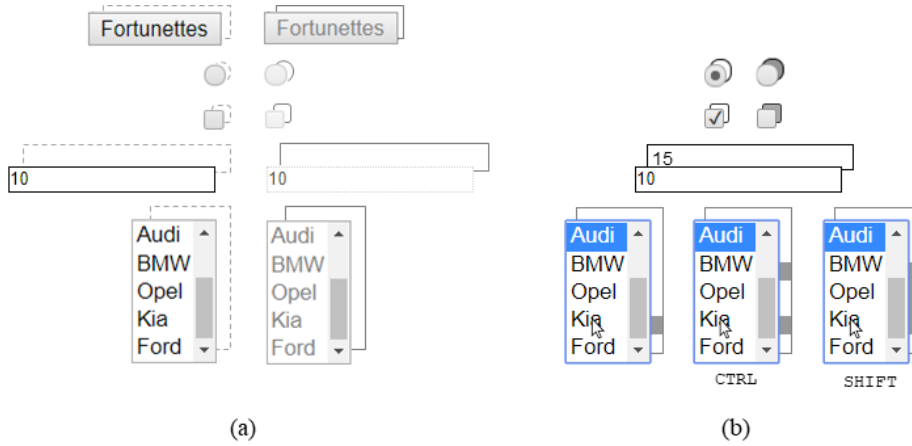 Fortunettes Fortunettes
15
10 10 10
Audi Audi Audi Audi Audi
BMW BMW BMW BMW BMW
Opel Opel Opel Opel Opel
Kia Kia Kia Kia Kia
Ford Ford Ford Ford Ford
CTRL SHIFT
(a) (b)